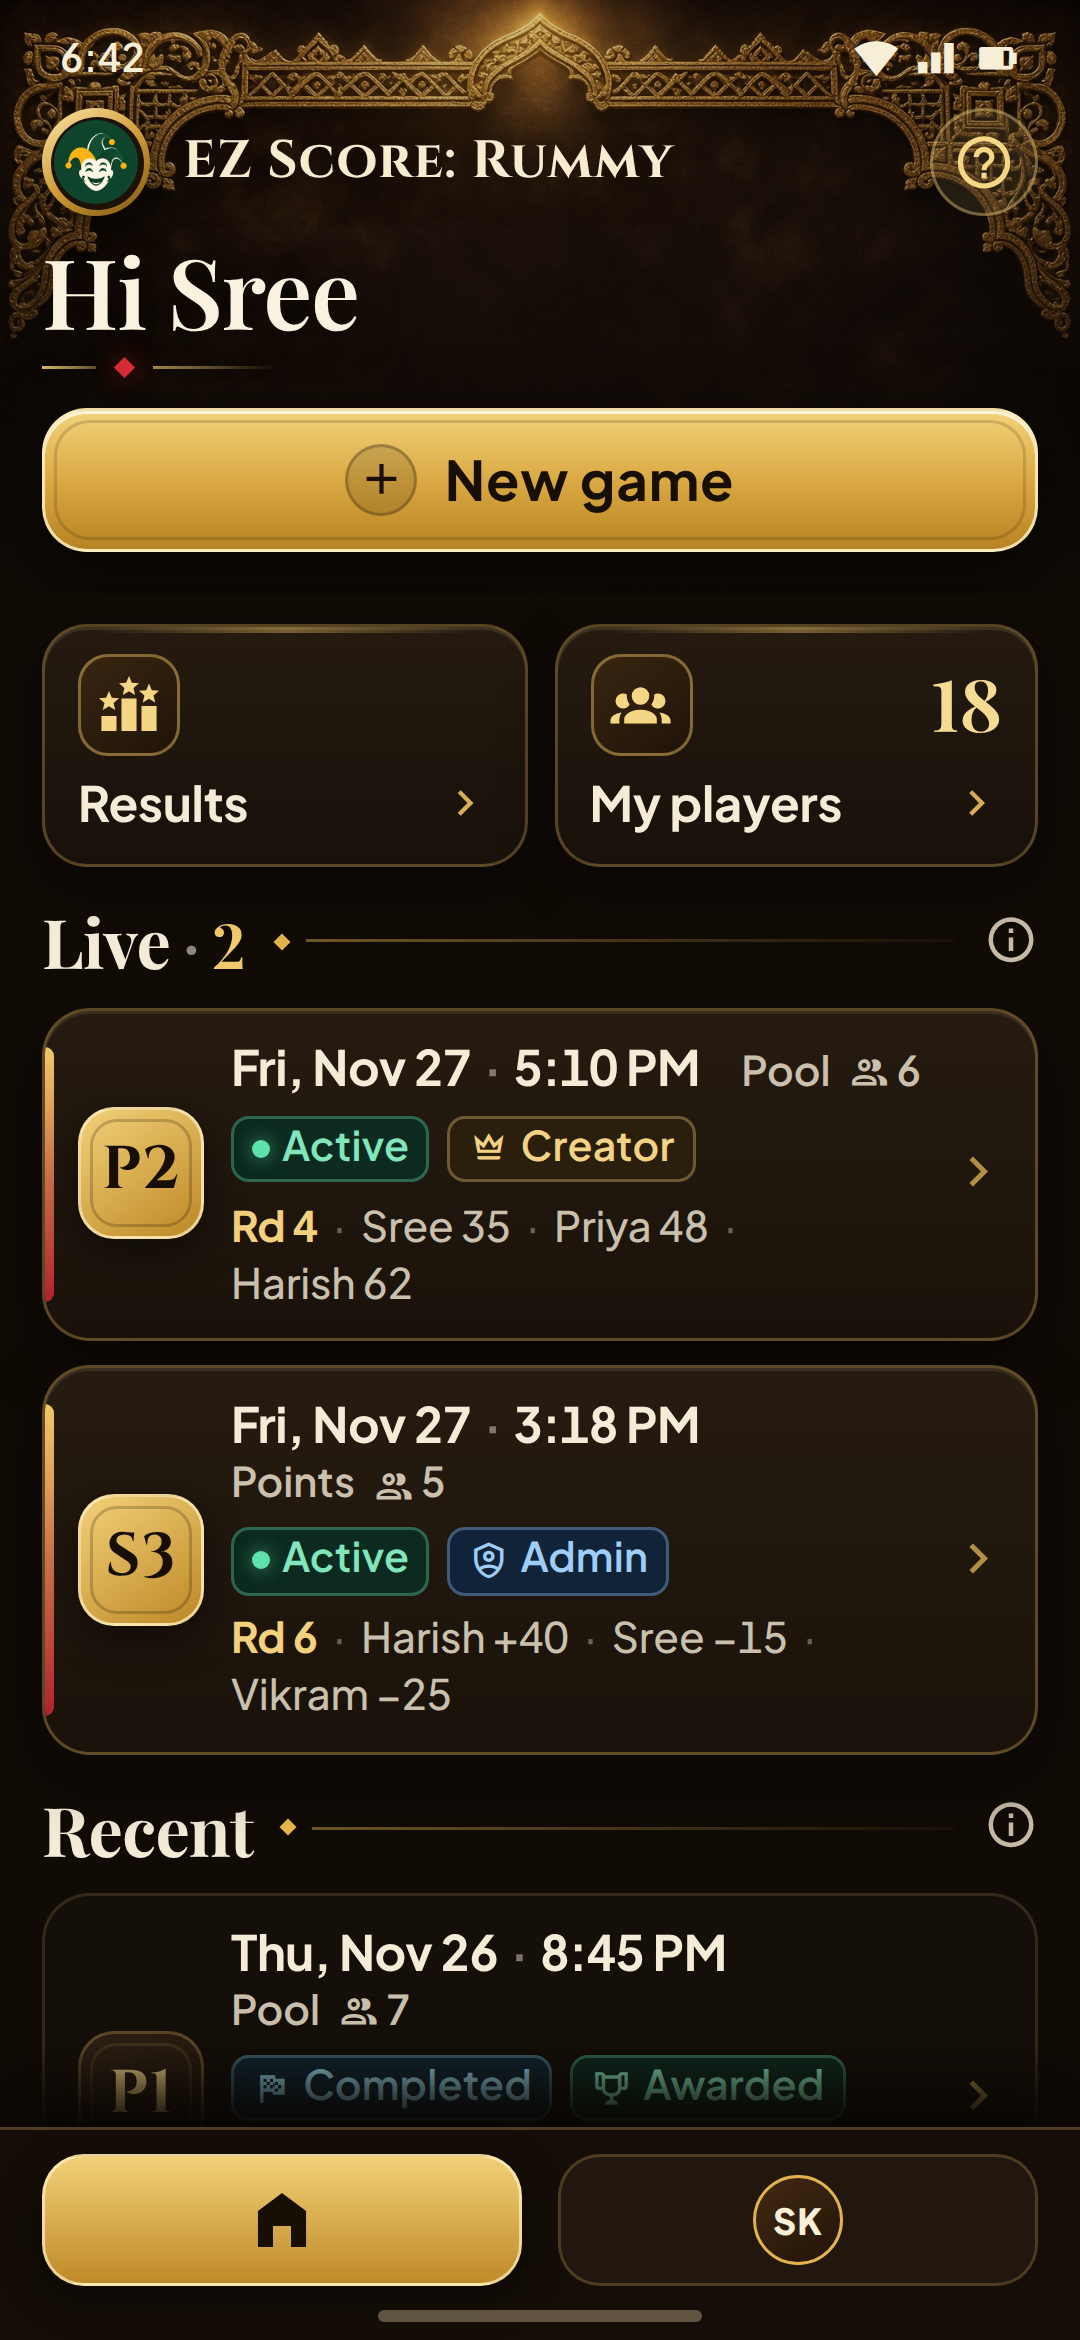 6:42
EZ Score: Rummy
Hi Sree
New game
18
Results
My players
Live · 2
Fri, Nov 27 · 5:10 PM Pool 6
P2
Active Creator
Rd 4 · Sree 35 · Priya 48 ·
Harish 62
Fri, Nov 27 · 3:18 PM
Points 5
S3
Active Admin
Rd 6 · Harish +40 · Sree −15 ·
Vikram −25
Recent
Thu, Nov 26 · 8:45 PM
Pool 7
P1
Completed Awarded
SK